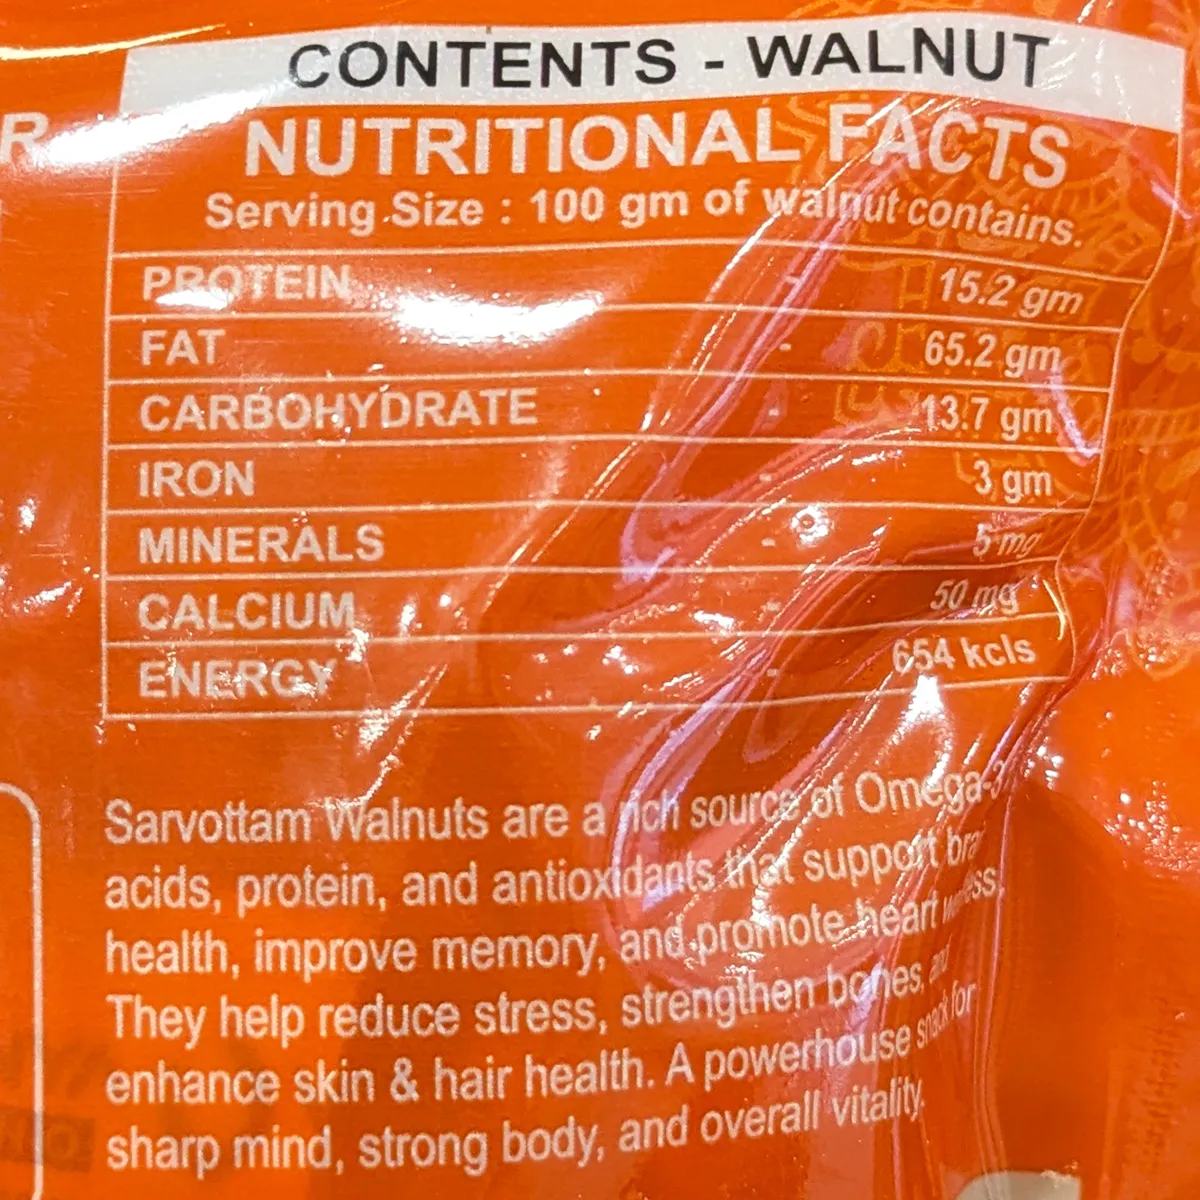 CONTENTS - WALNUT
NUTRITIONAL FACTS
Serving Size : 100 gm of walnut contains.
PROTEIN - 15.2 gm
FAT - 65.2 gm
CARBOHYDRATE - 13.7 gm
IRON - 3 gm
MINERALS - 5 mg
CALCIUM - 50 mg
ENERGY - 654 kcls
R
Sarvottam Walnuts are a rich source of Omega-3
acids, protein, and antioxidants that support
health, improve memory, and promote heart
They help reduce stress, strengthen bones,
enhance skin & hair health. A powerhouse snack for
sharp mind, strong body, and overall vitality.